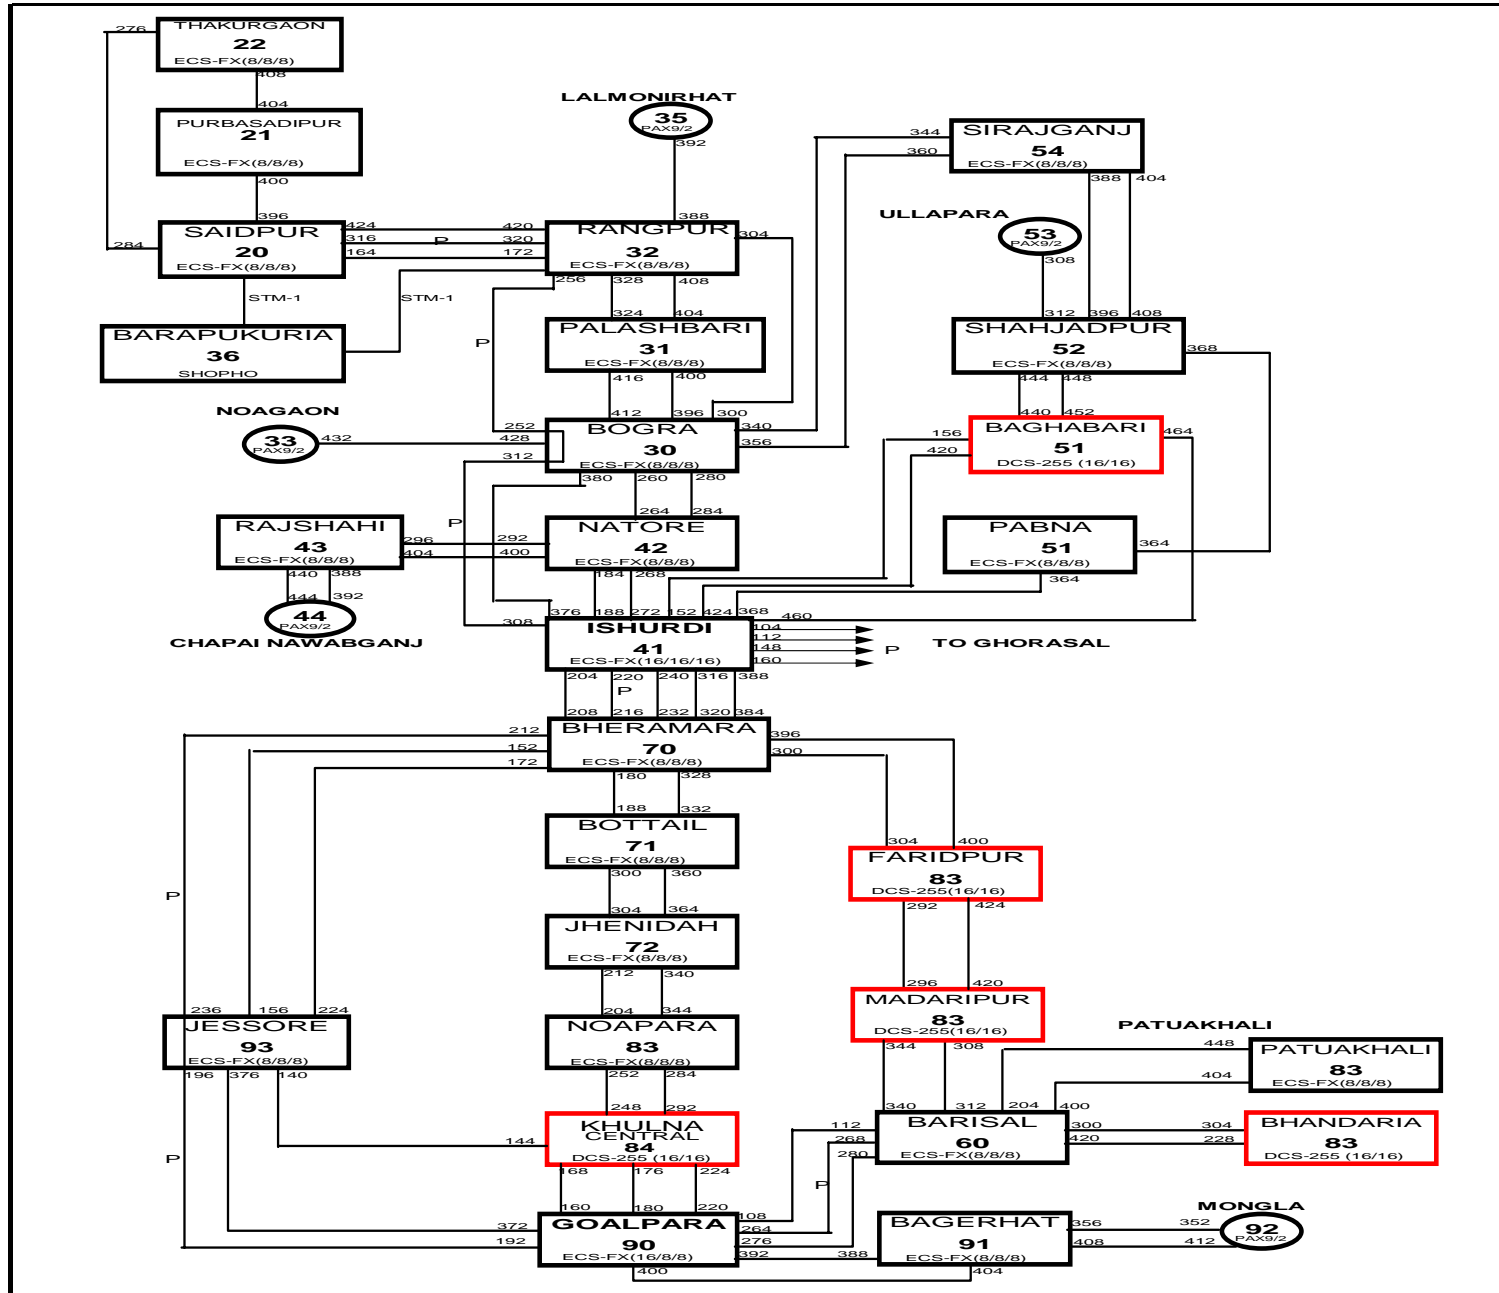 276
THAKURGAON
22
ECS-FX(8/8/8)
408
404
PURBASADIPUR
21
ECS-FX(8/8/8)
400
396
LALMONIRHAT
35
PAX9/2
392
388
344
360
SIRAJGANJ
54
ECS-FX(8/8/8)
388
404
ULLAPARA
53
PAX9/2
308
284
SAIDPUR
20
ECS-FX(8/8/8)
424
316
164
P
420
320
172
RANGPUR
32
ECS-FX(8/8/8)
304
256
328
408
STM-1
STM-1
BARAPUKURIA
36
SHOPHO
P
324
404
PALASHBARI
31
ECS-FX(8/8/8)
416
400
312
396
408
SHAHJADPUR
52
ECS-FX(8/8/8)
368
444
448
NOAGAON
33
PAX9/2
432
252
428
312
412
396
300
BOGRA
30
ECS-FX(8/8/8)
340
356
380
260
280
440
452
156
420
BAGHABARI
51
DCS-255 (16/16)
464
RAJSHAHI
43
ECS-FX(8/8/8)
296
404
440
388
P
292
400
264
284
NATORE
42
ECS-FX(8/8/8)
184
268
PABNA
51
ECS-FX(8/8/8)
364
364
444
392
44
PAX9/2
CHAPAI NAWABGANJ
376
188
272
152
424
368
460
308
ISHURDI
41
ECS-FX(16/16/16)
104
112
148
160
P
TO GHORASAL
204
220
240
316
388
P
208
216
232
320
384
212
152
172
BHERAMARA
70
ECS-FX(8/8/8)
396
300
180
328
188
332
BOTTAIL
71
ECS-FX(8/8/8)
300
360
304
400
FARIDPUR
83
DCS-255(16/16)
292
424
P
304
364
JHENIDAH
72
ECS-FX(8/8/8)
212
340
296
420
MADARIPUR
83
DCS-255(16/16)
344
308
236
156
224
JESSORE
93
ECS-FX(8/8/8)
196
376
140
204
344
NOAPARA
83
ECS-FX(8/8/8)
252
284
PATUAKHALI
448
404
PATUAKHALI
83
ECS-FX(8/8/8)
248
292
144
KHULNA
CENTRAL
84
DCS-255 (16/16)
168
176
224
340
312
204
400
112
268
280
BARISAL
60
ECS-FX(8/8/8)
300
420
304
228
BHANDARIA
83
DCS-255 (16/16)
P
P
160
180
220
372
192
GOALPARA
90
ECS-FX(16/8/8)
108
264
276
392
400
388
BAGERHAT
91
ECS-FX(8/8/8)
404
356
408
352
412
MONGLA
92
PAX9/2